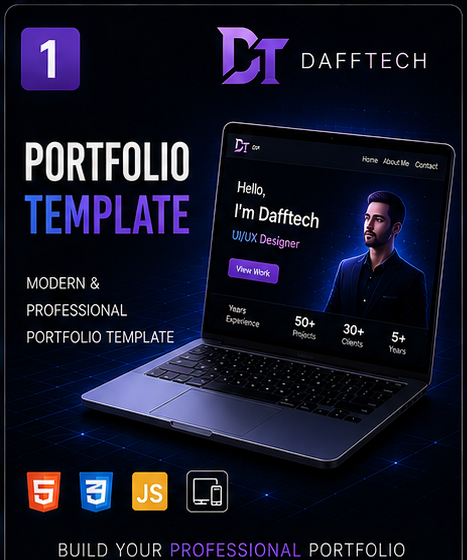 1
DT DAFFTECH
PORTFOLIO
TEMPLATE
MODERN &
PROFESSIONAL
PORTFOLIO TEMPLATE
DT
Home About Me Contact
Hello,
I'm Dafftech
UI/UX Designer
View Work
Years
Experience
50+
Projects
30+
Clients
5+
Years
5 3 JS
BUILD YOUR PROFESSIONAL PORTFOLIO